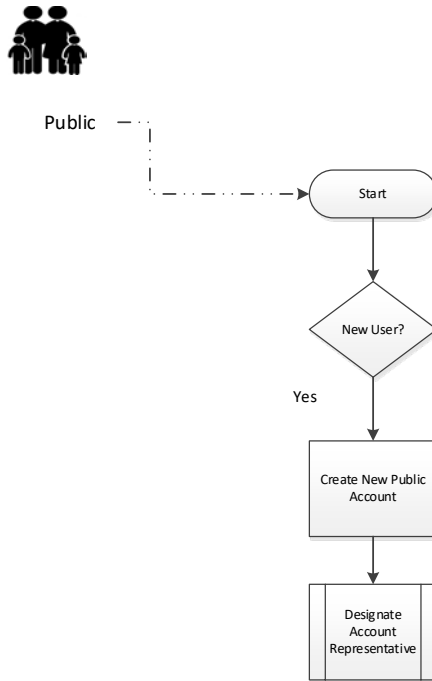 Public
Start
New User?
Yes
Create New Public
Account
Designate
Account
Representative